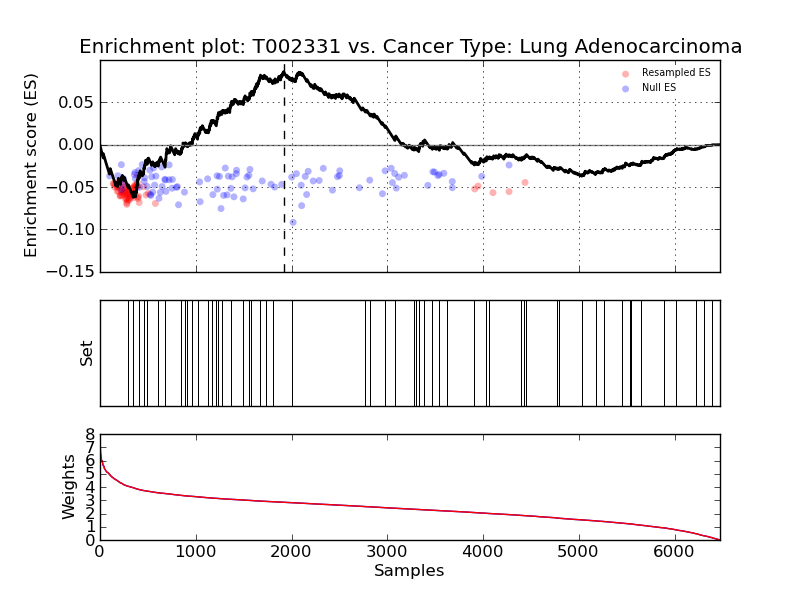 Enrichment plot: T002331 vs. Cancer Type: Lung Adenocarcinoma
Enrichment score (ES)
0.05
0.00
−0.05
−0.10
−0.15
Resampled ES
Null ES
Set
Weights
8
7
6
5
4
3
2
1
0
0 1000 2000 3000 4000 5000 6000
Samples